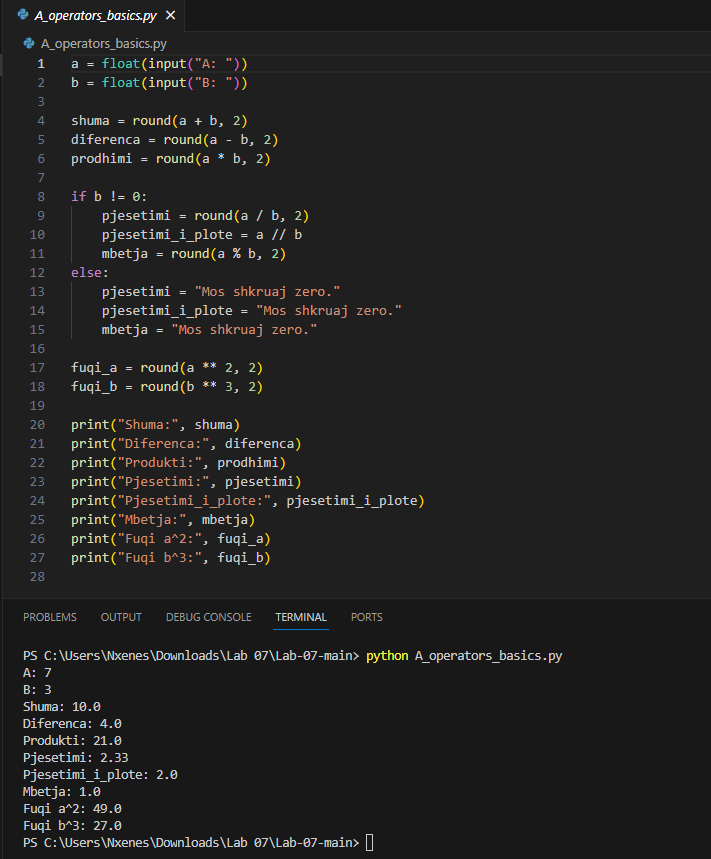 A_operators_basics.py
A_operators_basics.py
1 a = float(input("A: "))
2 b = float(input("B: "))
3
4 shuma = round(a + b, 2)
5 diferenca = round(a - b, 2)
6 prodhimi = round(a * b, 2)
7
8 if b != 0:
9     pjesetimi = round(a / b, 2)
10     pjesetimi_i_plote = a // b
11     mbetja = round(a % b, 2)
12 else:
13     pjesetimi = "Mos shkruaj zero."
14     pjesetimi_i_plote = "Mos shkruaj zero."
15     mbetja = "Mos shkruaj zero."
16
17 fuqi_a = round(a ** 2, 2)
18 fuqi_b = round(b ** 3, 2)
19
20 print("Shuma:", shuma)
21 print("Diferenca:", diferenca)
22 print("Produkti:", prodhimi)
23 print("Pjesetimi:", pjesetimi)
24 print("Pjesetimi_i_plote:", pjesetimi_i_plote)
25 print("Mbetja:", mbetja)
26 print("Fuqi a^2:", fuqi_a)
27 print("Fuqi b^3:", fuqi_b)
28
PROBLEMS OUTPUT DEBUG CONSOLE TERMINAL PORTS
PS C:\Users\Nxenes\Downloads\Lab 07\Lab-07-main> python A_operators_basics.py
A: 7
B: 3
Shuma: 10.0
Diferenca: 4.0
Produkti: 21.0
Pjesetimi: 2.33
Pjesetimi_i_plote: 2.0
Mbetja: 1.0
Fuqi a^2: 49.0
Fuqi b^3: 27.0
PS C:\Users\Nxenes\Downloads\Lab 07\Lab-07-main>